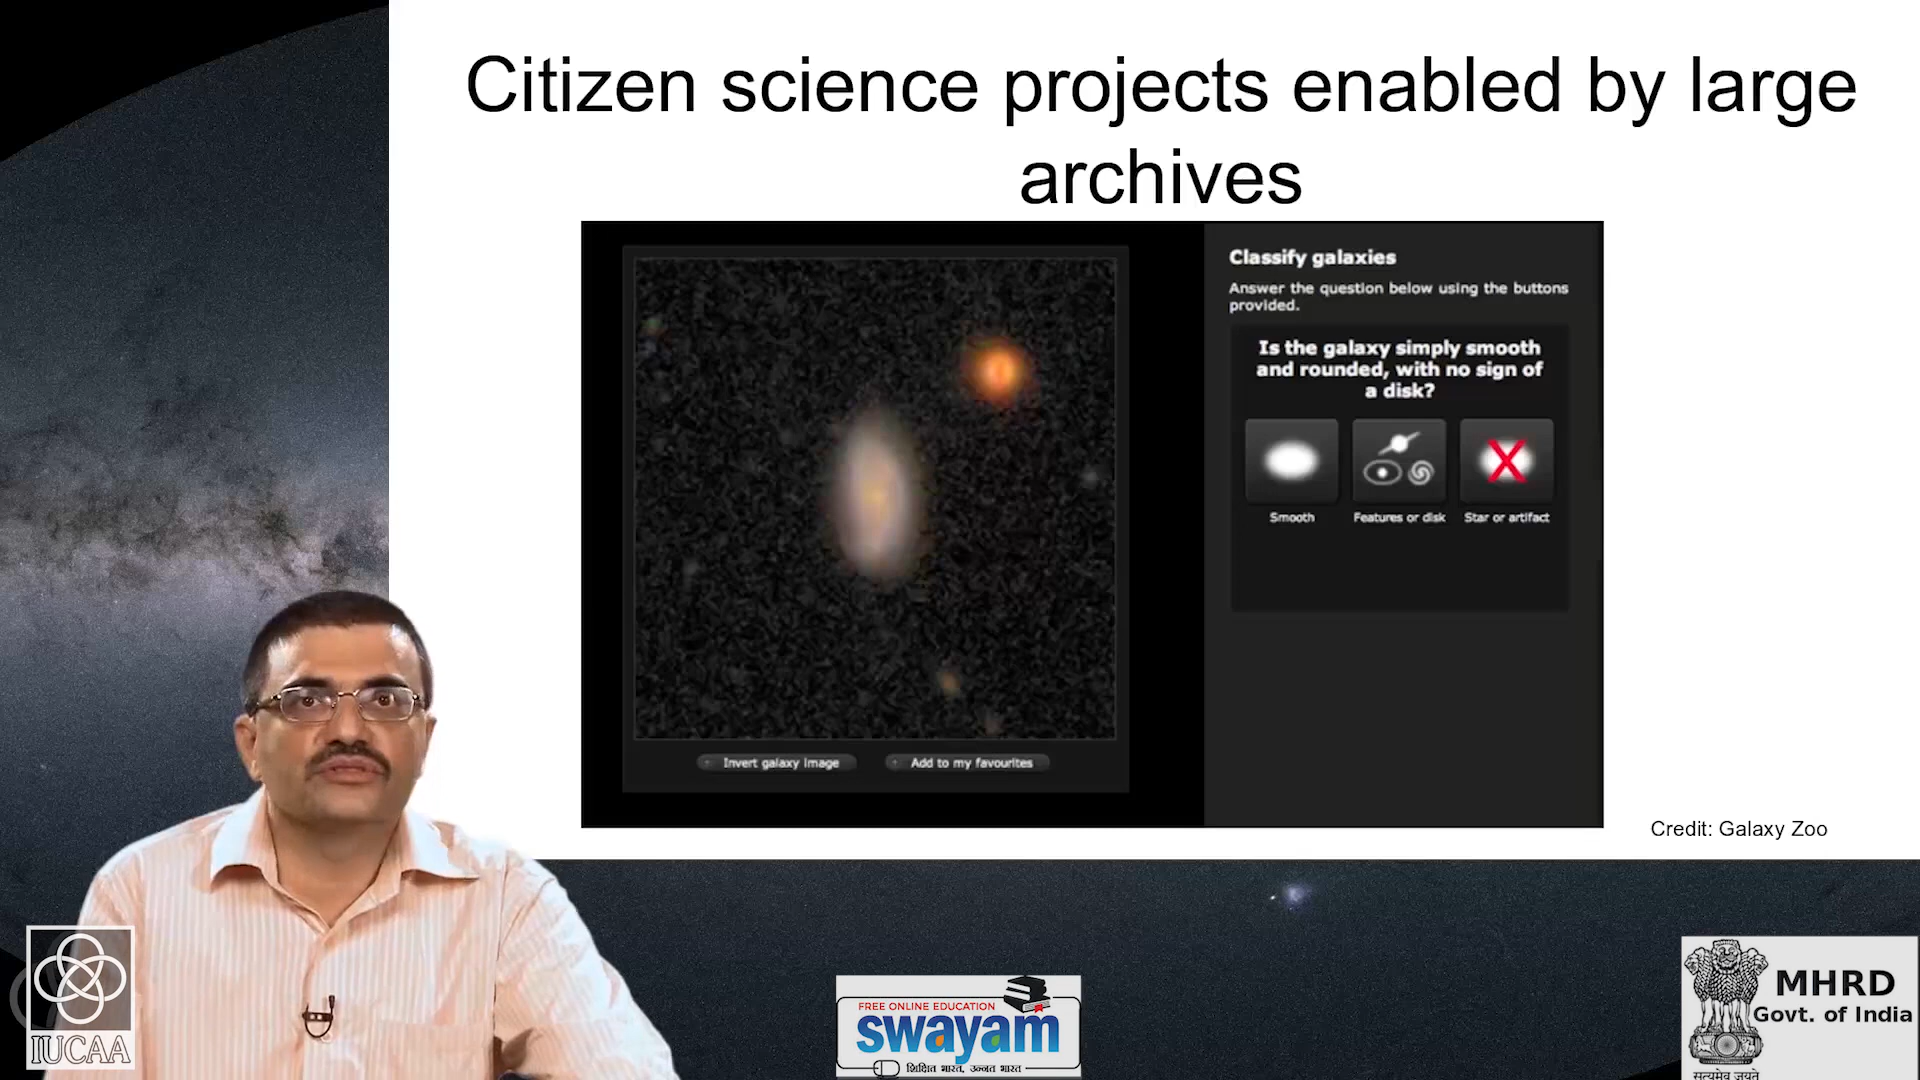 Citizen science projects enabled by large
archives
Classify galaxies
Answer the question below using the buttons
provided.
Is the galaxy simply smooth
and rounded, with no sign of
a disk?
Smooth
Features or disk
Star or artifact
Invert galaxy image
Add to my favourites
Credit: Galaxy Zoo
IUCAA
FREE ONLINE EDUCATION
swayam
शिक्षित भारत, उन्नत भारत
MHRD
Govt. of India
सत्यमेव जयते